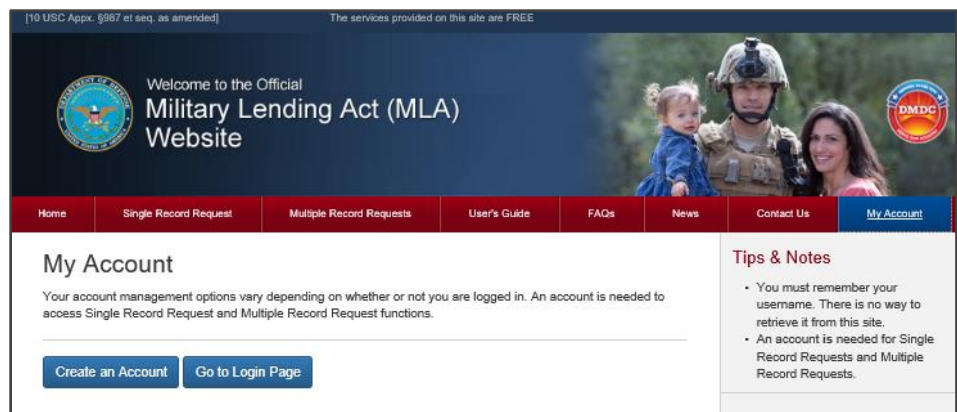 [10 USC Appx. §987 et seq. as amended]
The services provided on this site are FREE
Welcome to the Official
Military Lending Act (MLA)
Website
DMDC
Home
Single Record Request
Multiple Record Requests
User's Guide
FAQs
News
Contact Us
My Account
My Account
Your account management options vary depending on whether or not you are logged in. An account is needed to
access Single Record Request and Multiple Record Request functions.
Create an Account
Go to Login Page
Tips & Notes
• You must remember your
username. There is no way to
retrieve it from this site.
• An account is needed for Single
Record Requests and Multiple
Record Requests.